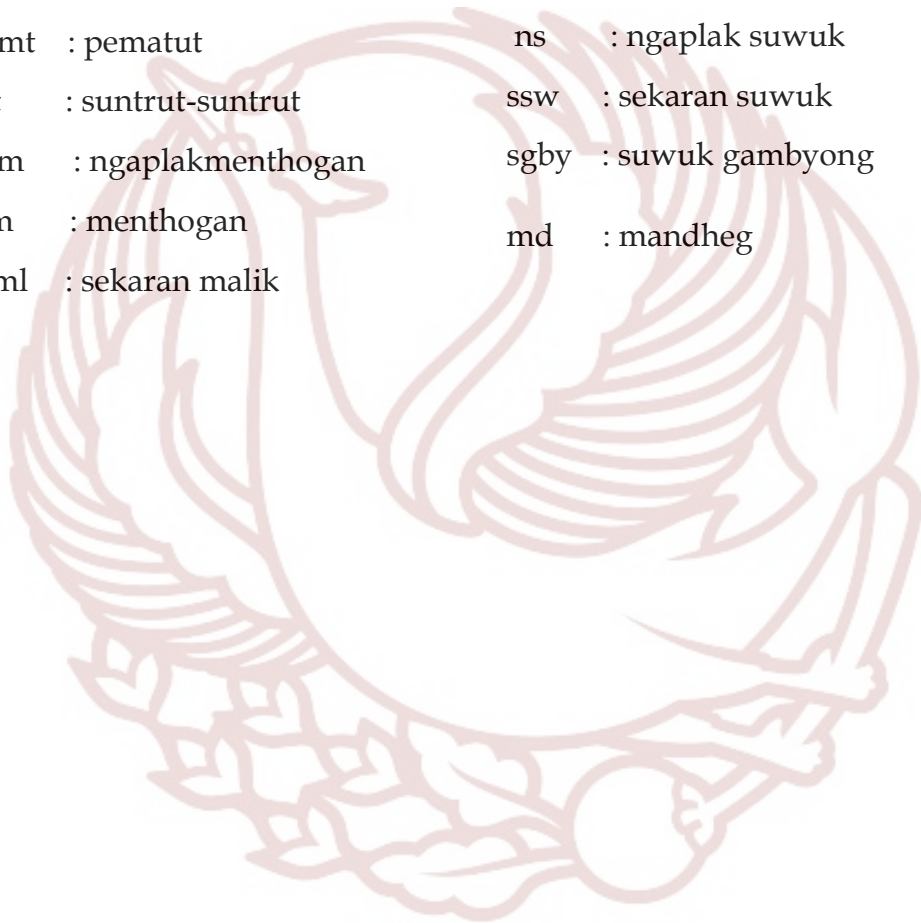 mt : pematut
: suntrut-suntrut
m : ngaplakmenthogan
: menthogan
ml : sekaran malik
ns : ngaplak suwuk
ssw : sekaran suwuk
sgby : suwuk gambyong
md : mandheg